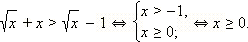 √x + x > √x − 1 ⇔ { x > −1, x ≥ 0; ⇔ x ≥ 0.